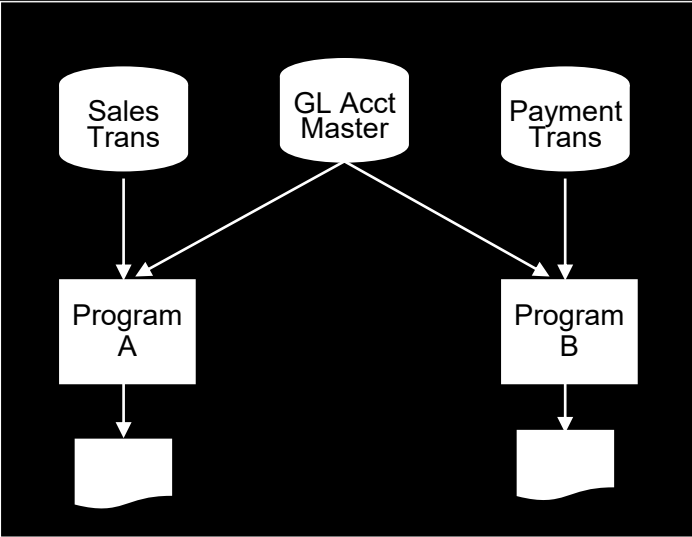 Sales
Trans
GL Acct
Master
Payment
Trans
Program
A
Program
B